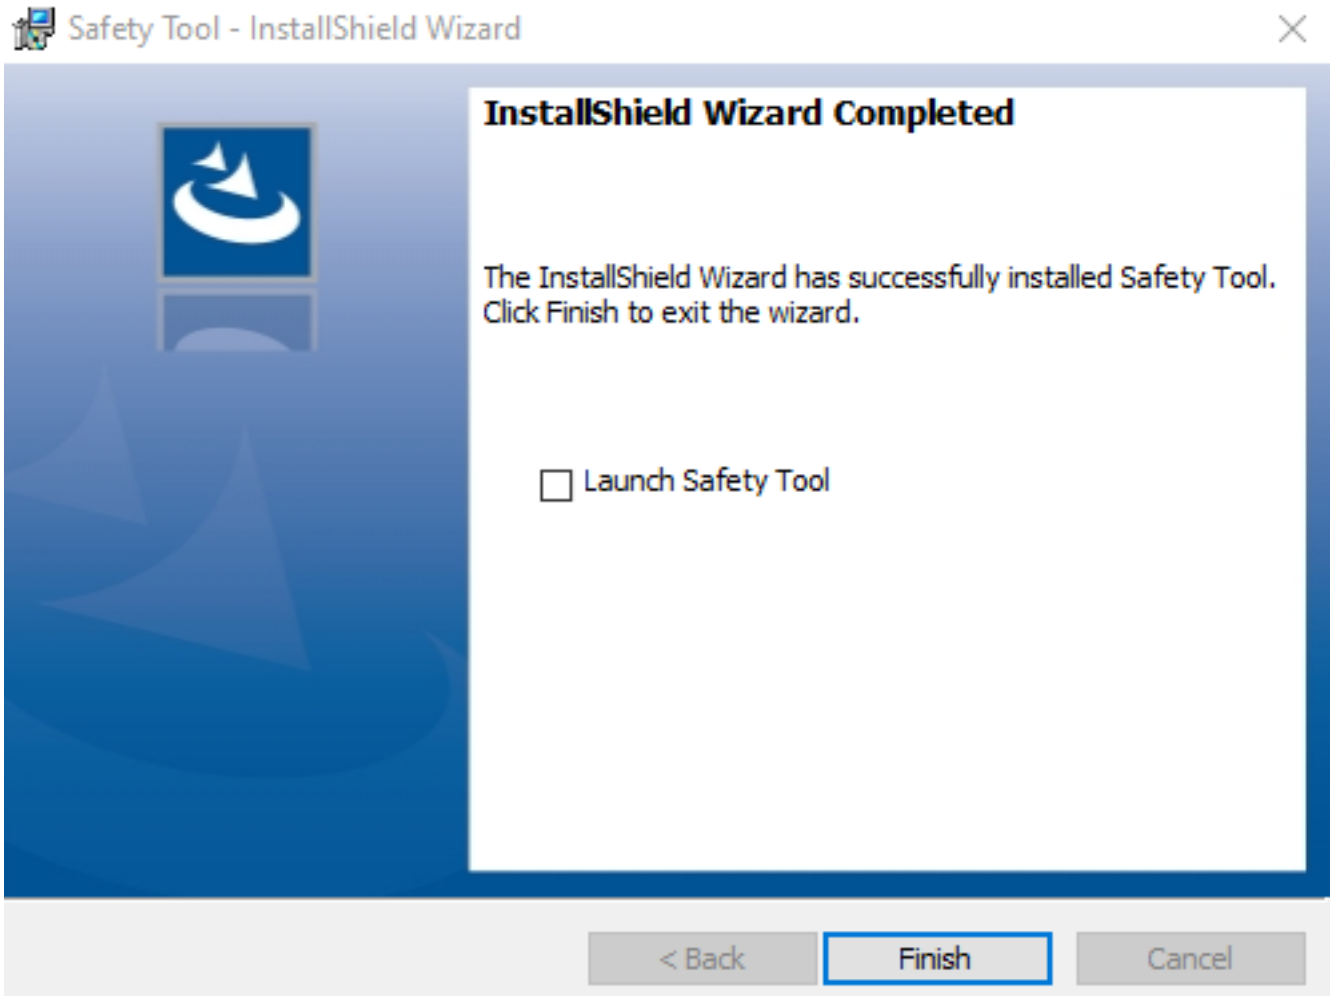 Safety Tool - InstallShield Wizard
InstallShield Wizard Completed
The InstallShield Wizard has successfully installed Safety Tool.
Click Finish to exit the wizard.
Launch Safety Tool
< Back
Finish
Cancel